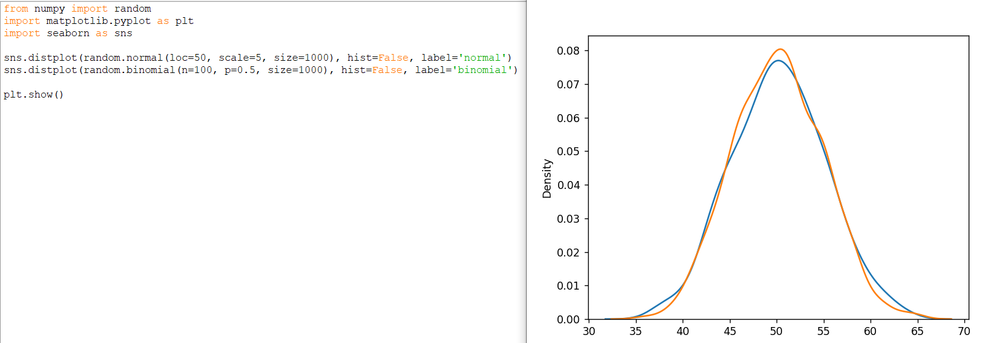 from numpy import random
import matplotlib.pyplot as plt
import seaborn as sns
sns.distplot(random.normal(loc=50, scale=5, size=1000), hist=False, label='normal')
sns.distplot(random.binomial(n=100, p=0.5, size=1000), hist=False, label='binomial')
plt.show()
0.08
0.07
0.06
0.05
0.04
0.03
0.02
0.01
0.00
Density
30 35 40 45 50 55 60 65 70